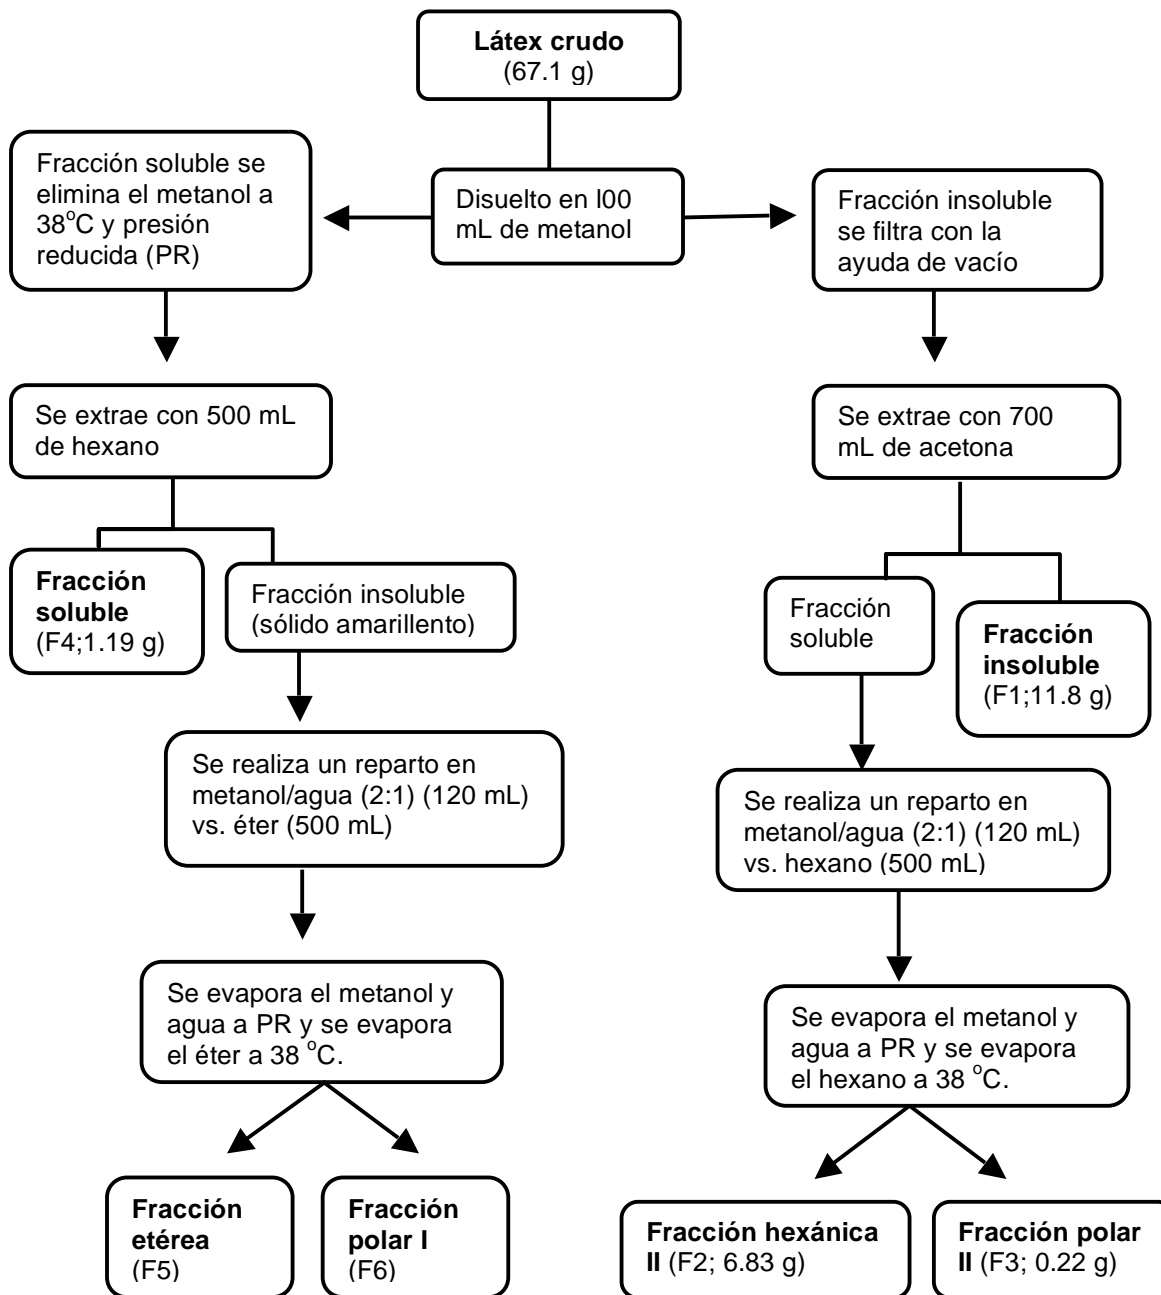 Látex crudo
(67.1 g)
Fracción soluble se
elimina el metanol a
38°C y presión
reducida (PR)
Disuelto en l00
mL de metanol
Fracción insoluble
se filtra con la
ayuda de vacío
Se extrae con 500 mL
de hexano
Se extrae con 700
mL de acetona
Fracción
soluble
(F4;1.19 g)
Fracción insoluble
(sólido amarillento)
Fracción
soluble
Fracción
insoluble
(F1;11.8 g)
Se realiza un reparto en
metanol/agua (2:1) (120 mL)
vs. éter (500 mL)
Se realiza un reparto en
metanol/agua (2:1) (120 mL)
vs. hexano (500 mL)
Se evapora el metanol y
agua a PR y se evapora
el éter a 38 °C.
Se evapora el metanol y
agua a PR y se evapora
el hexano a 38 °C.
Fracción
etérea
(F5)
Fracción
polar I
(F6)
Fracción hexánica
II (F2; 6.83 g)
Fracción polar
II (F3; 0.22 g)